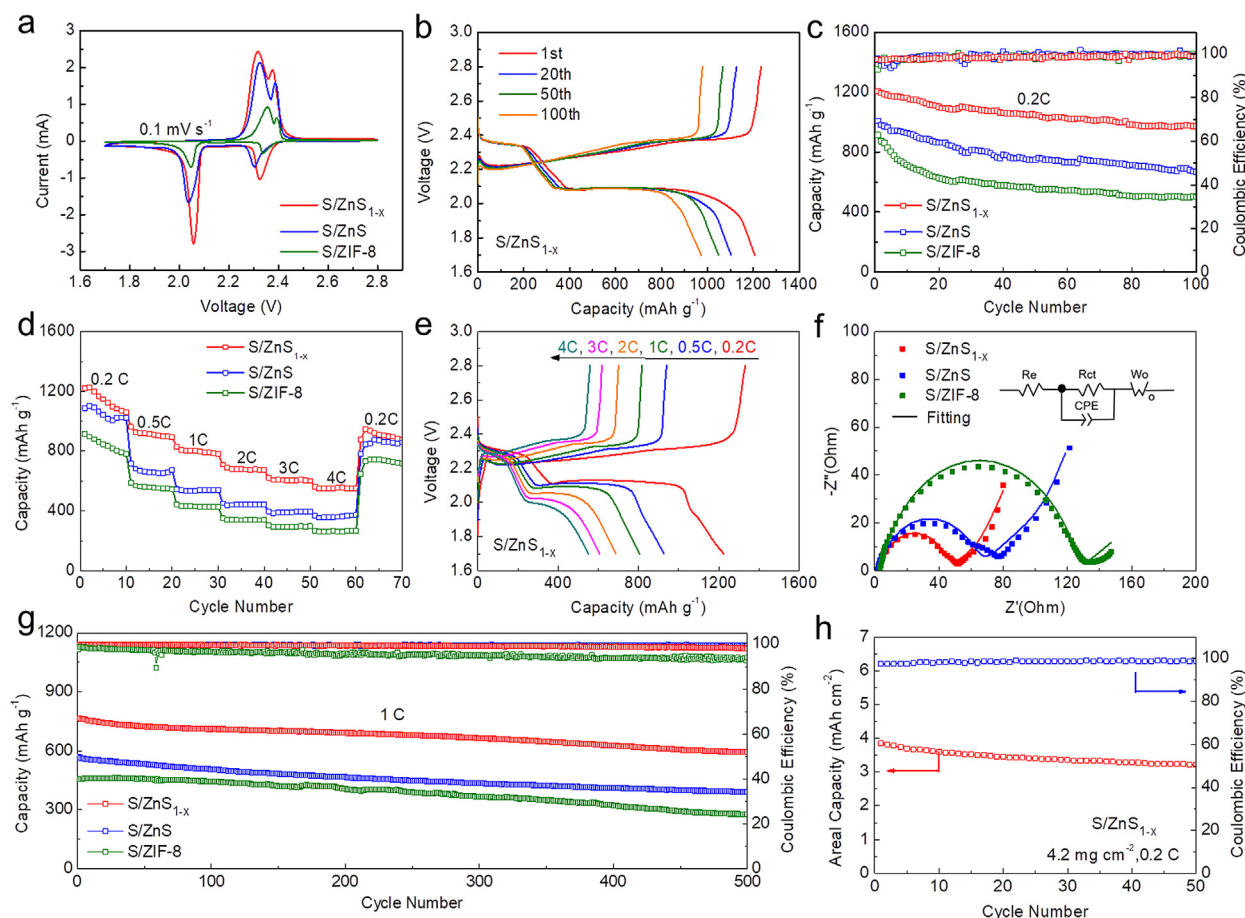 a
Current (mA)
3
2
1
0
-1
-2
-3
0.1 mV s⁻¹
S/ZnS₁₋ₓ
S/ZnS
S/ZIF-8
1.6 1.8 2.0 2.2 2.4 2.6 2.8
Voltage (V)
b
Voltage (V)
3.0
2.8
2.6
2.4
2.2
2.0
1.8
1.6
1st
20th
50th
100th
S/ZnS₁₋ₓ
0 200 400 600 800 1000 1200 1400
Capacity (mAh g⁻¹)
c
Capacity (mAh g⁻¹)
1600
1400
1200
1000
800
600
400
200
0
0.2C
S/ZnS₁₋ₓ
S/ZnS
S/ZIF-8
100
80
60
40
20
0
Coulombic Efficiency (%)
0 20 40 60 80 100
Cycle Number
d
Capacity (mAh g⁻¹)
1600
1200
800
400
0
S/ZnS₁₋ₓ
S/ZnS
S/ZIF-8
0.2 C
0.5C
1C
2C
3C
4C
0.2C
0 10 20 30 40 50 60 70
Cycle Number
e
Voltage (V)
3.0
2.8
2.6
2.4
2.2
2.0
1.8
1.6
4C, 3C, 2C, 1C, 0.5C, 0.2C
S/ZnS₁₋ₓ
0 400 800 1200 1600
Capacity (mAh g⁻¹)
f
-Z''(Ohm)
100
80
60
40
20
0
S/ZnS₁₋ₓ
S/ZnS
S/ZIF-8
Fitting
Re
Rct
CPE
Wo
0 40 80 120 160 200
Z'(Ohm)
g
Capacity (mAh g⁻¹)
1200
900
600
300
0
1 C
S/ZnS₁₋ₓ
S/ZnS
S/ZIF-8
100
80
60
40
20
0
Coulombic Efficiency (%)
0 100 200 300 400 500
Cycle Number
h
Areal Capacity (mAh cm⁻²)
7
6
5
4
3
2
1
0
S/ZnS₁₋ₓ
4.2 mg cm⁻²,0.2 C
100
80
60
40
20
0
Coulombic Efficiency (%)
0 10 20 30 40 50
Cycle Number